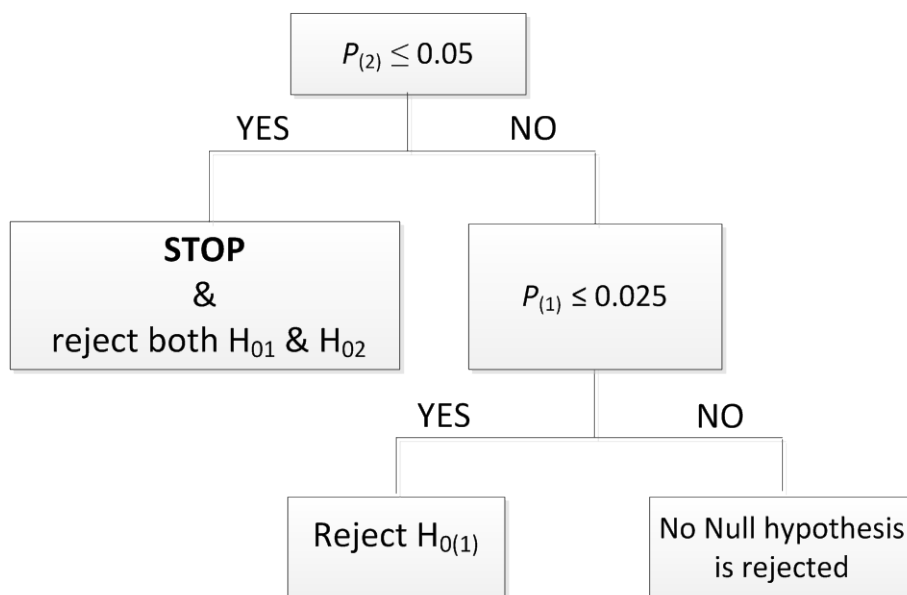 P(2) ≤ 0.05
YES
NO
STOP
&
reject both H01 & H02
P(1) ≤ 0.025
YES
NO
Reject H0(1)
No Null hypothesis
is rejected